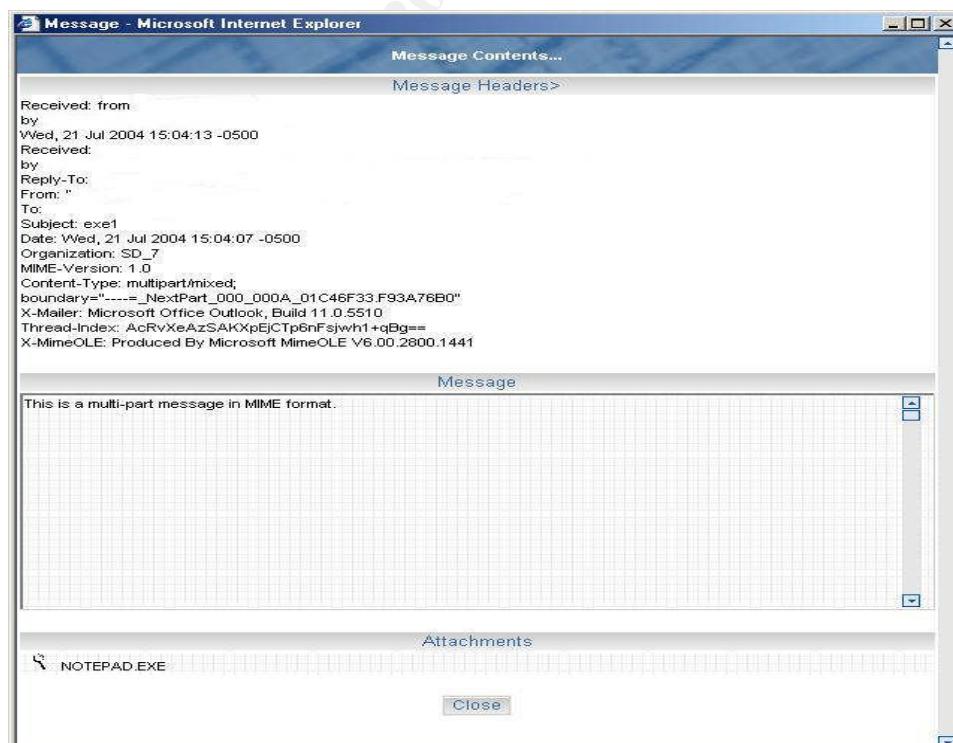 Message - Microsoft Internet Explorer
Message Contents...
Message Headers>
Received: from
by
Wed, 21 Jul 2004 15:04:13 -0500
Received:
by
Reply-To:
From: "
To:
Subject: exe1
Date: Wed, 21 Jul 2004 15:04:07 -0500
Organization: SD_7
MIME-Version: 1.0
Content-Type: multipart/mixed;
boundary="----=_NextPart_000_000A_01C46F33.F93A76B0"
X-Mailer: Microsoft Office Outlook, Build 11.0.5510
Thread-Index: AcRvXeAzSAKXpEjCTp6nFsjwh1+qBg==
X-MimeOLE: Produced By Microsoft MimeOLE V6.00.2800.1441
Message
This is a multi-part message in MIME format.
Attachments
NOTEPAD.EXE
Close